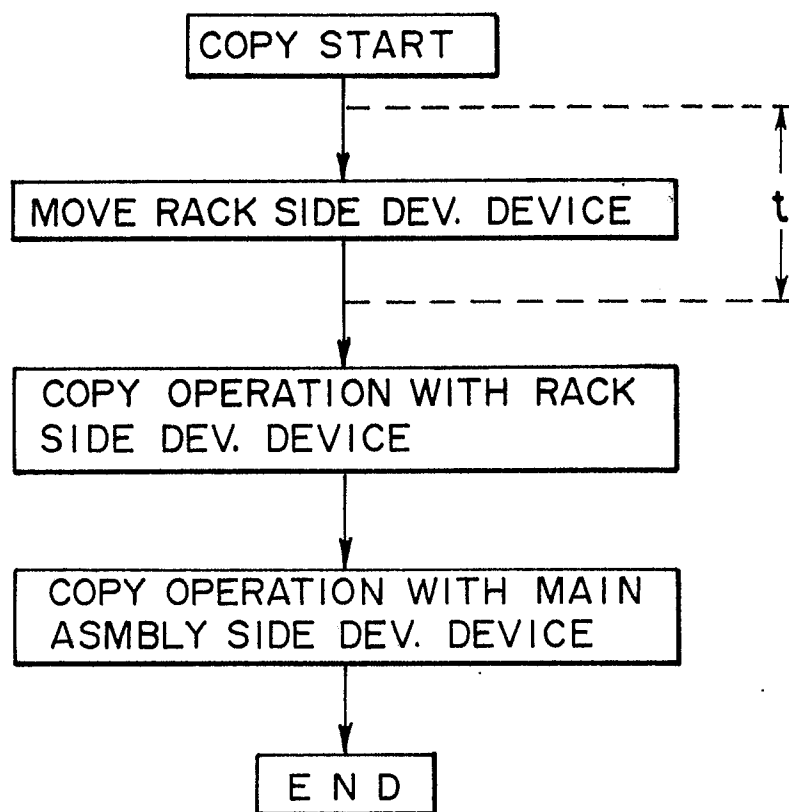 COPY START
t
MOVE RACK SIDE DEV. DEVICE
COPY OPERATION WITH RACK
SIDE DEV. DEVICE
COPY OPERATION WITH MAIN
ASMBLY SIDE DEV. DEVICE
END